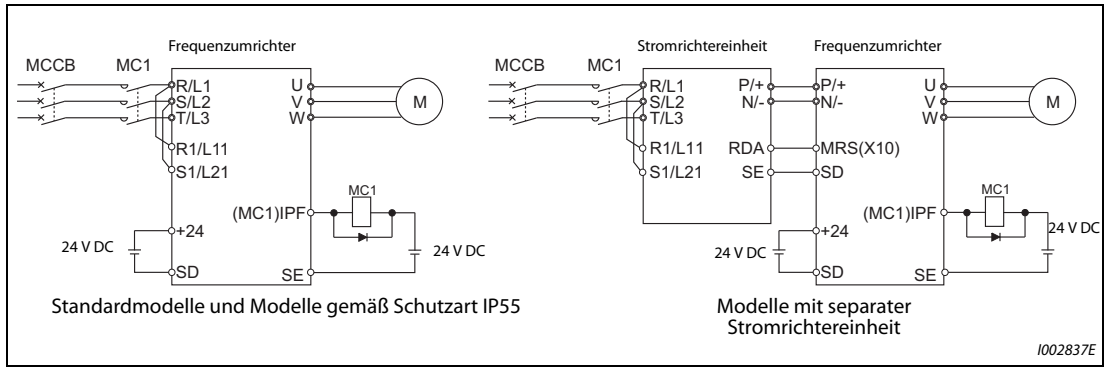 Frequenzumrichter
MCCB MC1
R/L1 U
S/L2 V
T/L3 W
M
R1/L11
S1/L21
MC1
(MC1)IPF
+24
24 V DC
24 V DC
SD SE
Standardmodelle und Modelle gemäß Schutzart IP55
Stromrichtereinheit Frequenzumrichter
MCCB MC1
R/L1 P/+ P/+ U
S/L2 N/- N/- V
T/L3 W
M
R1/L11 RDA MRS(X10)
S1/L21 SE SD
MC1
(MC1)IPF
+24
24 V DC
24 V DC
SD SE
Modelle mit separater
Stromrichtereinheit
I002837E